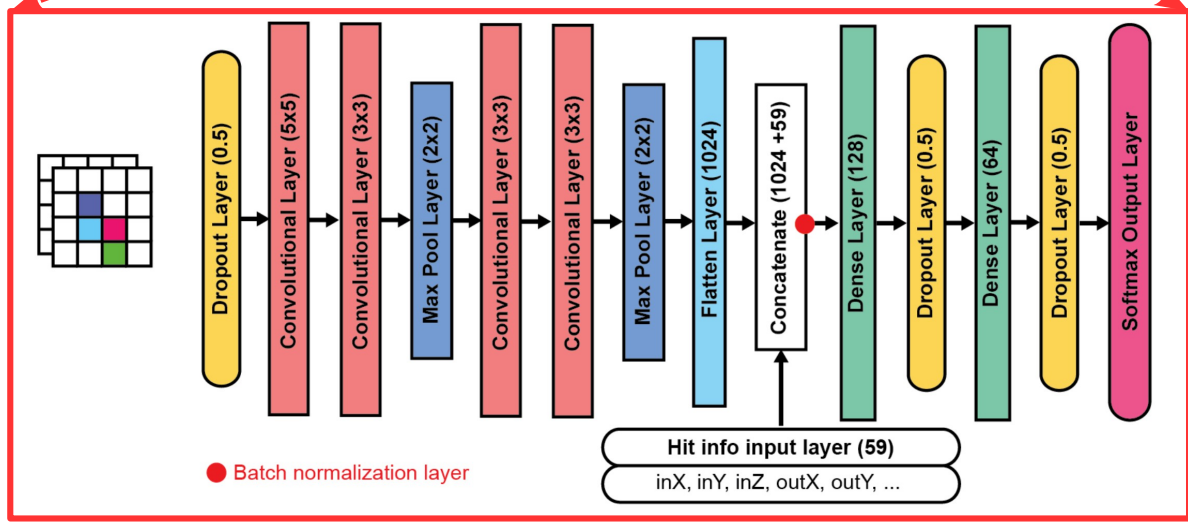 Dropout Layer (0.5)
Convolutional Layer (5x5)
Convolutional Layer (3x3)
Max Pool Layer (2x2)
Convolutional Layer (3x3)
Convolutional Layer (3x3)
Max Pool Layer (2x2)
Flatten Layer (1024)
Concatenate (1024 +59)
Dense Layer (128)
Dropout Layer (0.5)
Dense Layer (64)
Dropout Layer (0.5)
Softmax Output Layer
Hit info input layer (59)
inX, inY, inZ, outX, outY, ...
Batch normalization layer